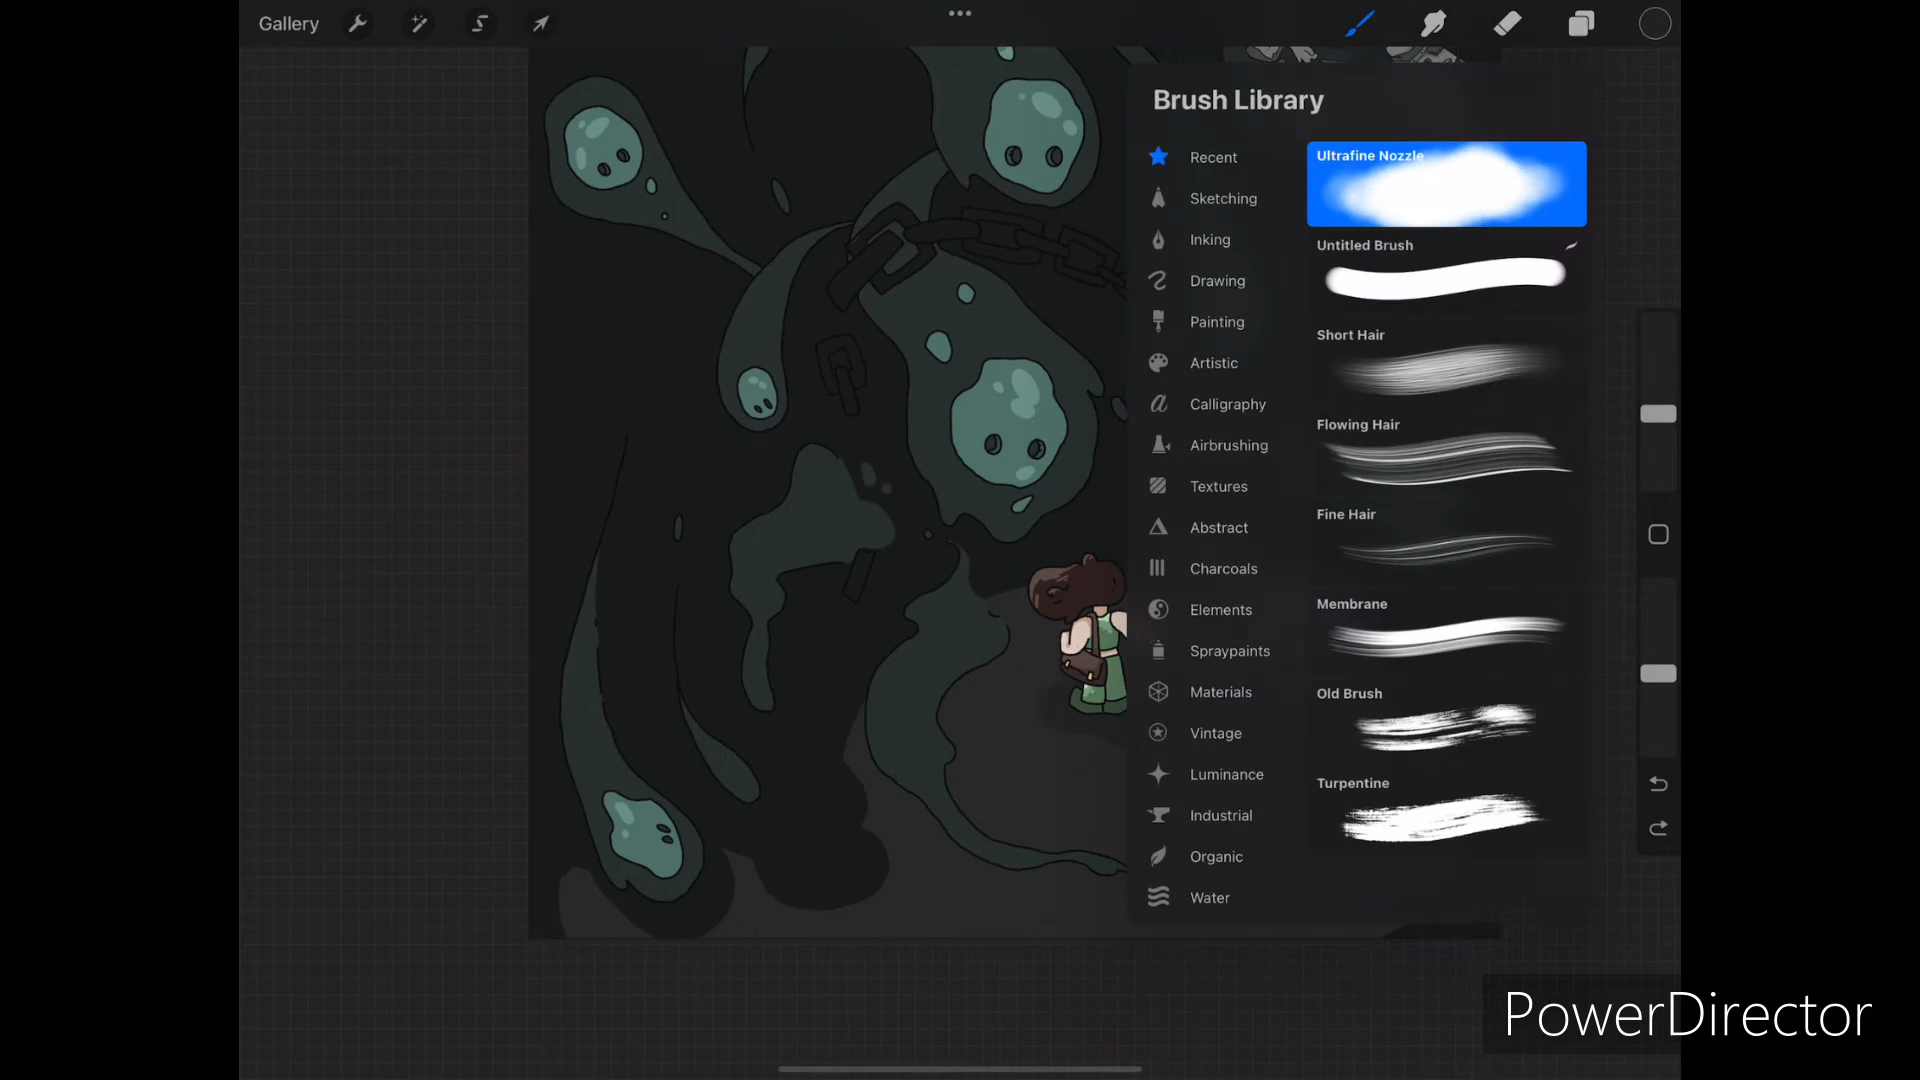 Gallery
Brush Library
Recent
Sketching
Inking
Drawing
Painting
Artistic
Calligraphy
Airbrushing
Textures
Abstract
Charcoals
Elements
Spraypaints
Materials
Vintage
Luminance
Industrial
Organic
Water
Ultrafine Nozzle
Untitled Brush
Short Hair
Flowing Hair
Fine Hair
Membrane
Old Brush
Turpentine
PowerDirector